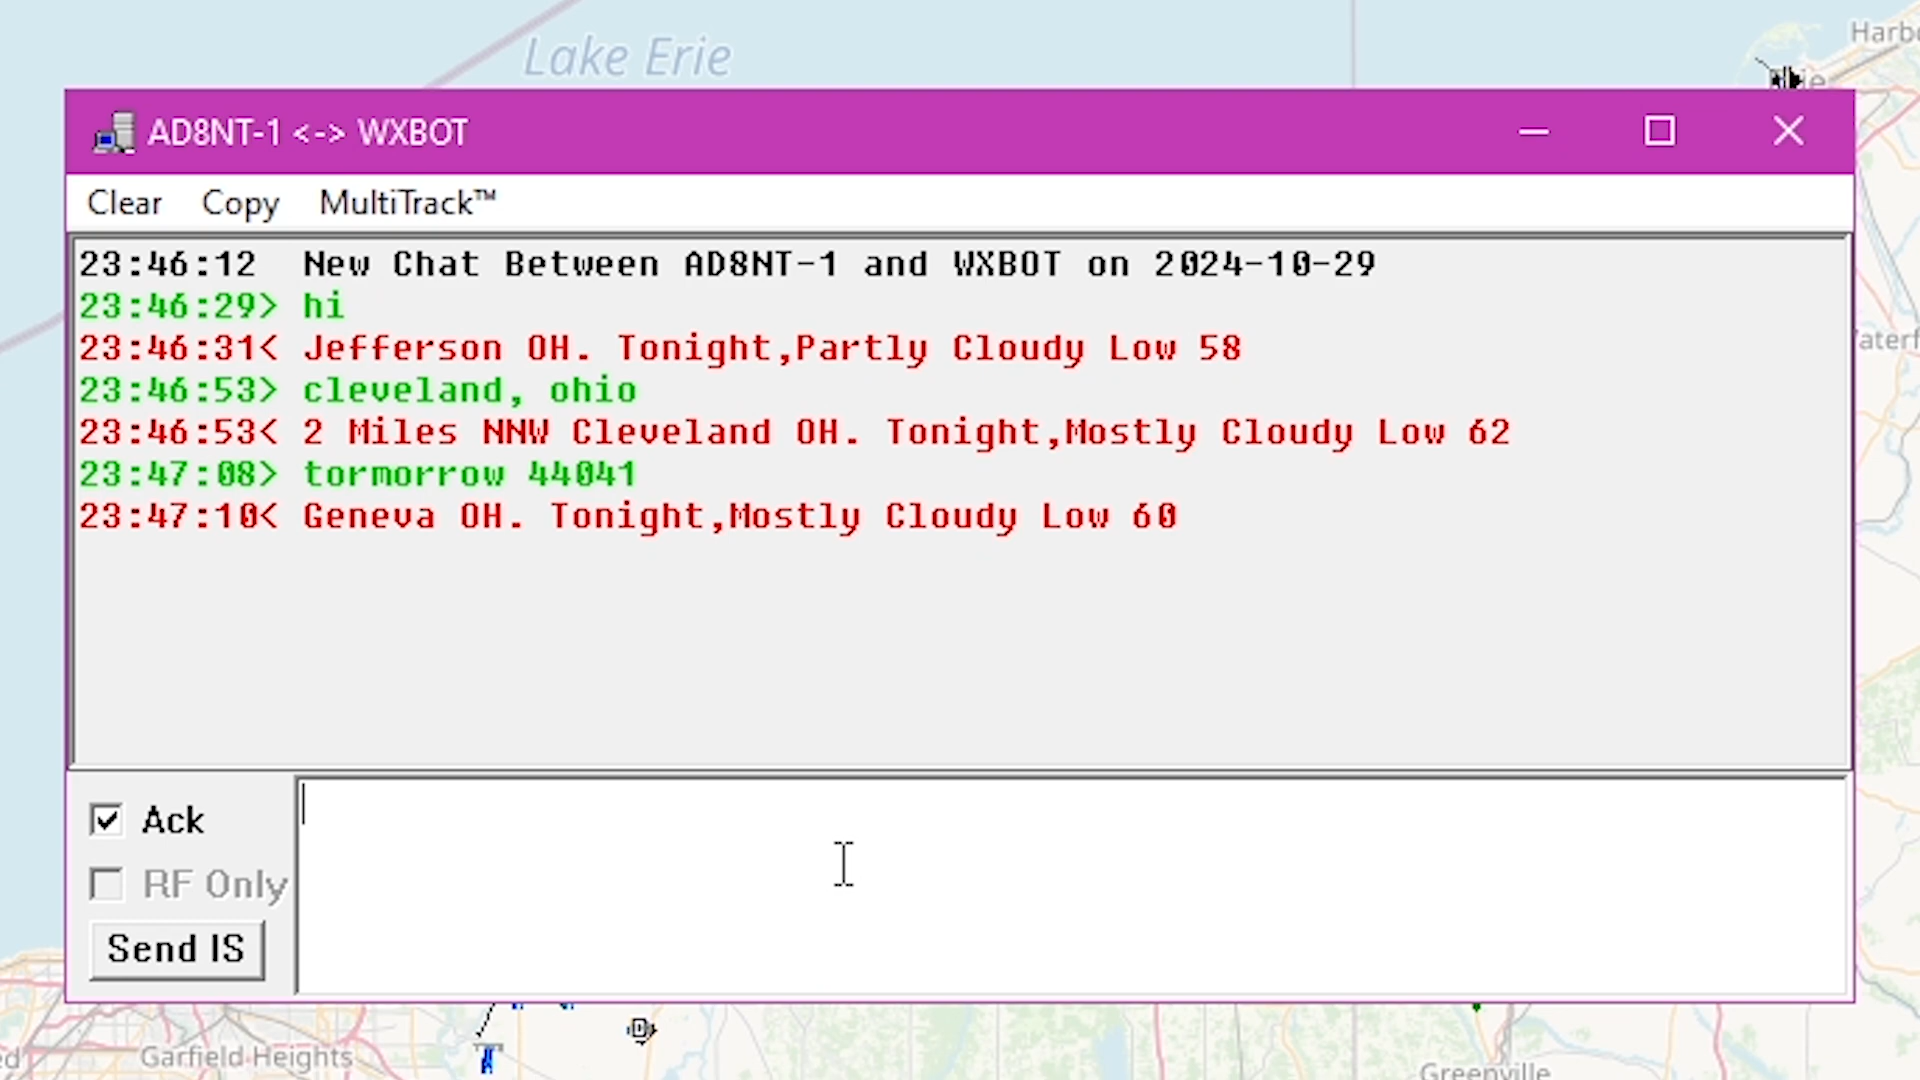 Lake Erie
AD8NT-1 <-> WXBOT
Clear Copy MultiTrack™
23:46:12 New Chat Between AD8NT-1 and WXBOT on 2024-10-29
23:46:29> hi
23:46:31< Jefferson OH. Tonight,Partly Cloudy Low 58
23:46:53> cleveland, ohio
23:46:53< 2 Miles NNW Cleveland OH. Tonight,Mostly Cloudy Low 62
23:47:08> tormorrow 44041
23:47:10< Geneva OH. Tonight,Mostly Cloudy Low 60
Ack
RF Only
Send IS
Garfield Heights
Greenville